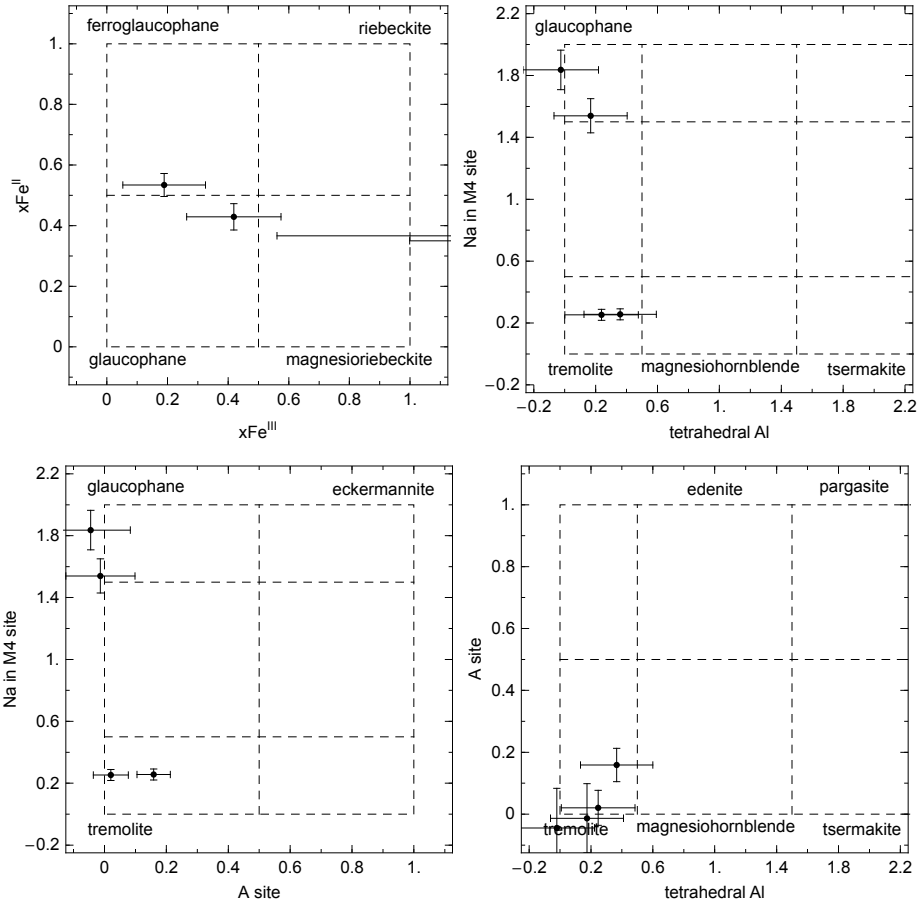 ferroglaucophane riebeckite
1.
0.8
0.6
0.4
0.2
0
xFeII
glaucophane magnesioriebeckite
0 0.2 0.4 0.6 0.8 1.
xFeIII
glaucophane
2.2
1.8
1.4
1.
0.6
0.2
−0.2
Na in M4 site
tremolite magnesiohornblende tsermakite
−0.2 0.2 0.6 1. 1.4 1.8 2.2
tetrahedral Al
glaucophane eckermannite
2.2
1.8
1.4
1.
0.6
0.2
−0.2
Na in M4 site
tremolite
0 0.2 0.4 0.6 0.8 1.
A site
edenite pargasite
1.
0.8
0.6
0.4
0.2
0
A site
tremolite magnesiohornblende tsermakite
−0.2 0.2 0.6 1. 1.4 1.8 2.2
tetrahedral Al